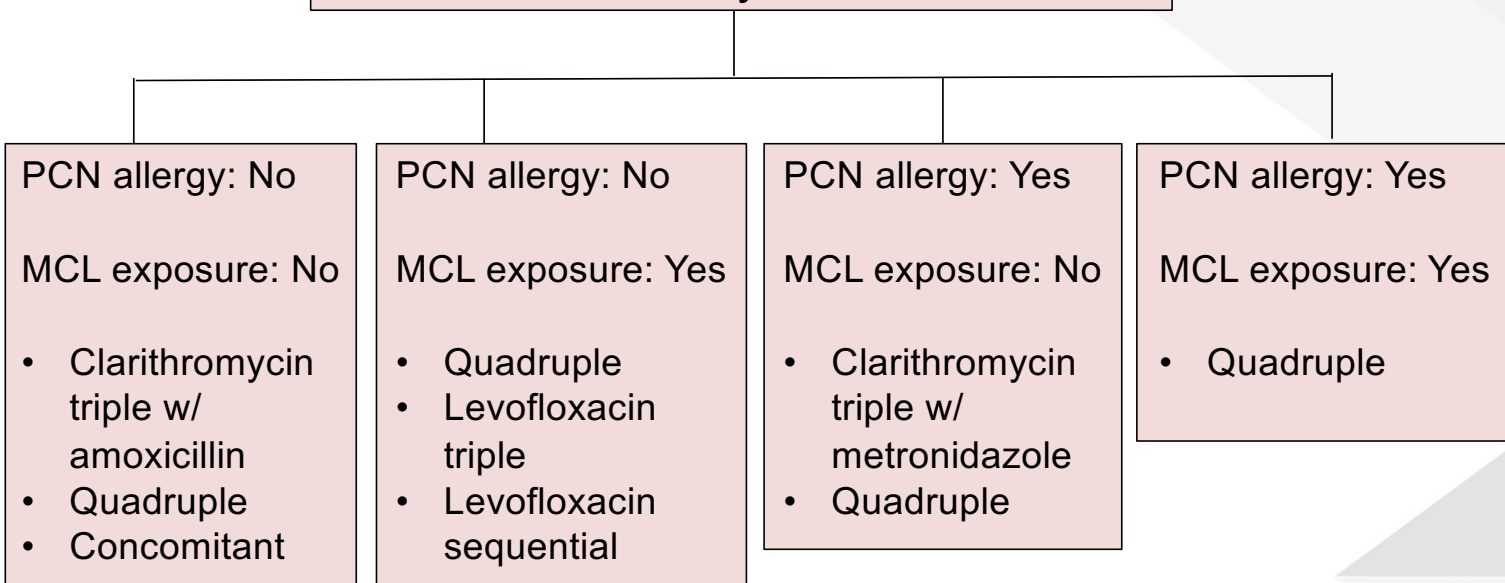 PCN allergy: No
MCL exposure: No
• Clarithromycin
triple w/
amoxicillin
• Quadruple
• Concomitant
PCN allergy: No
MCL exposure: Yes
• Quadruple
• Levofloxacin
triple
• Levofloxacin
sequential
PCN allergy: Yes
MCL exposure: No
• Clarithromycin
triple w/
metronidazole
• Quadruple
PCN allergy: Yes
MCL exposure: Yes
• Quadruple